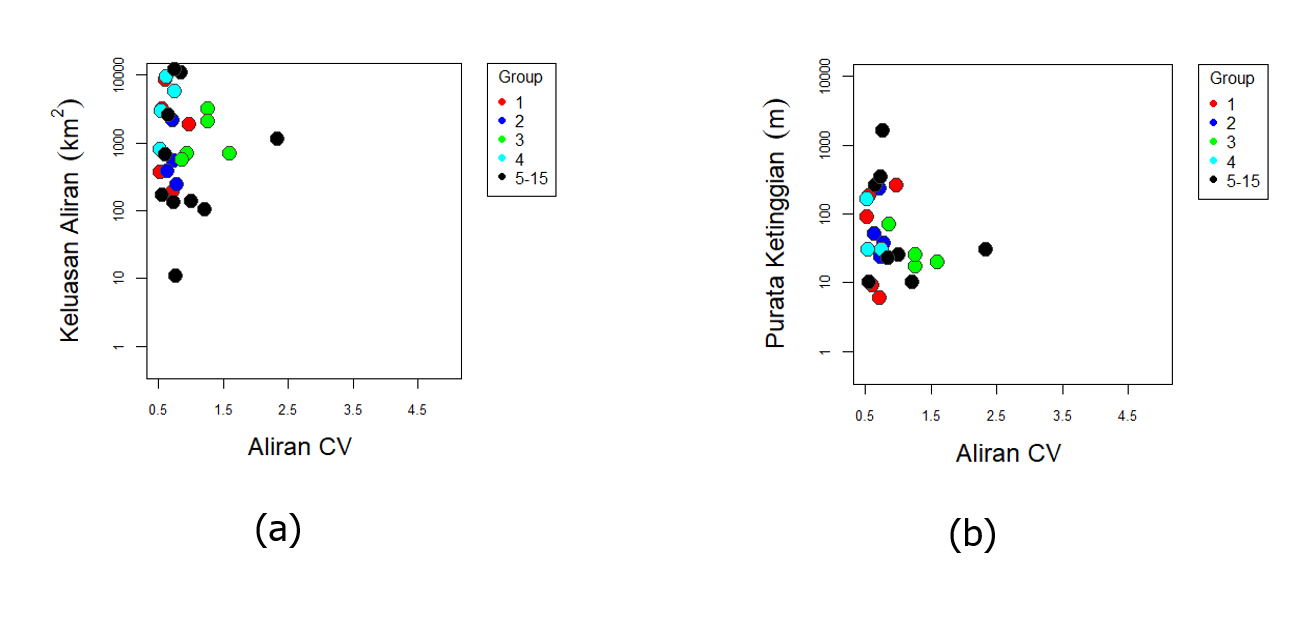 Keluasan Aliran (km²)
10000
1000
100
10
1
0.5 1.5 2.5 3.5 4.5
Aliran CV
Group
1
2
3
4
5-15
(a)
Purata Ketinggian (m)
10000
1000
100
10
1
0.5 1.5 2.5 3.5 4.5
Aliran CV
Group
1
2
3
4
5-15
(b)